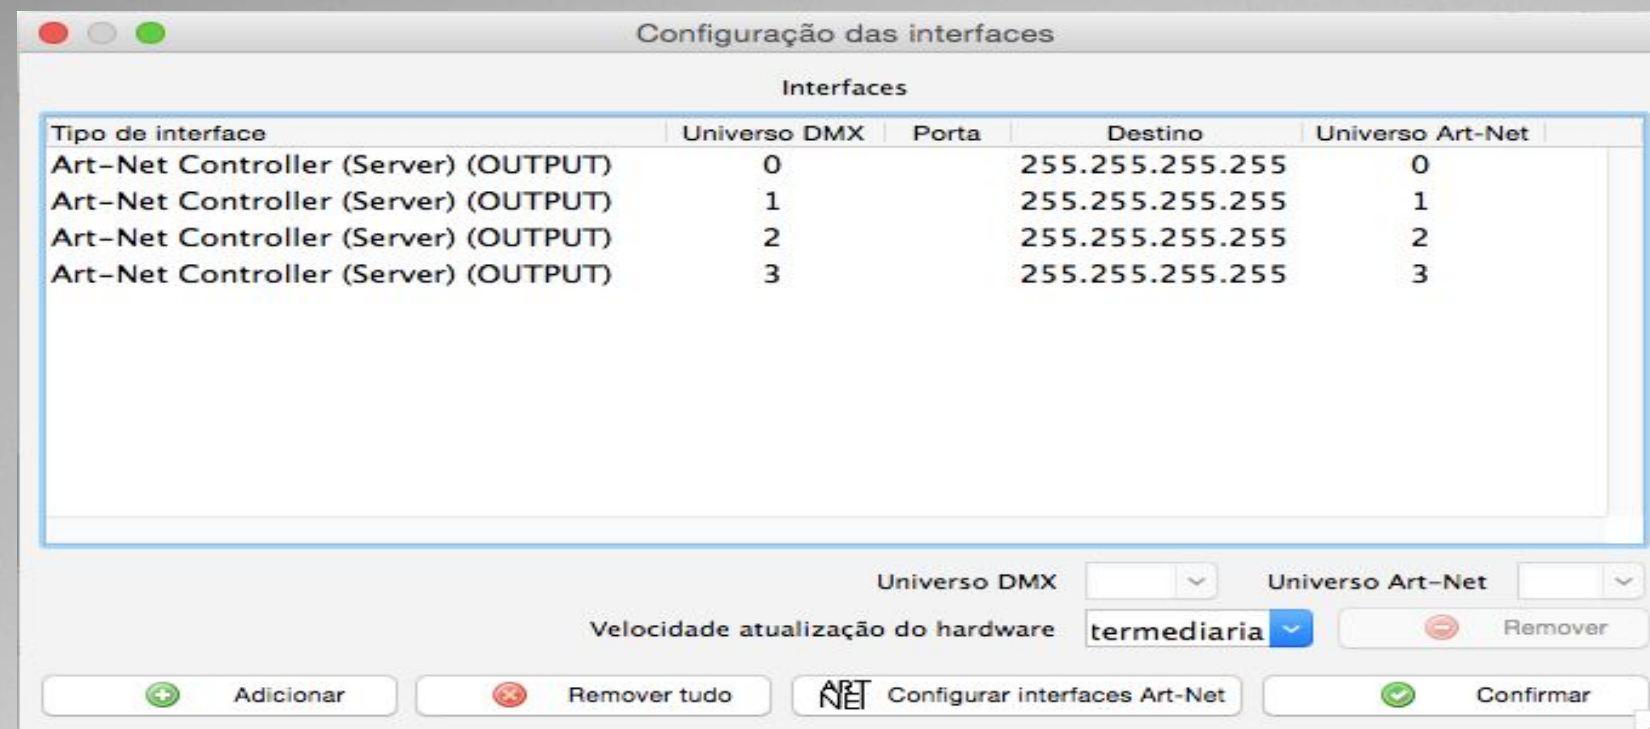 Configuração das interfaces
Interfaces
Tipo de interface Universo DMX Porta Destino Universo Art-Net
Art-Net Controller (Server) (OUTPUT) 0 255.255.255.255 0
Art-Net Controller (Server) (OUTPUT) 1 255.255.255.255 1
Art-Net Controller (Server) (OUTPUT) 2 255.255.255.255 2
Art-Net Controller (Server) (OUTPUT) 3 255.255.255.255 3
Universo DMX Universo Art-Net
Velocidade atualização do hardware termediaria Remover
Adicionar Remover tudo ART NET Configurar interfaces Art-Net Confirmar